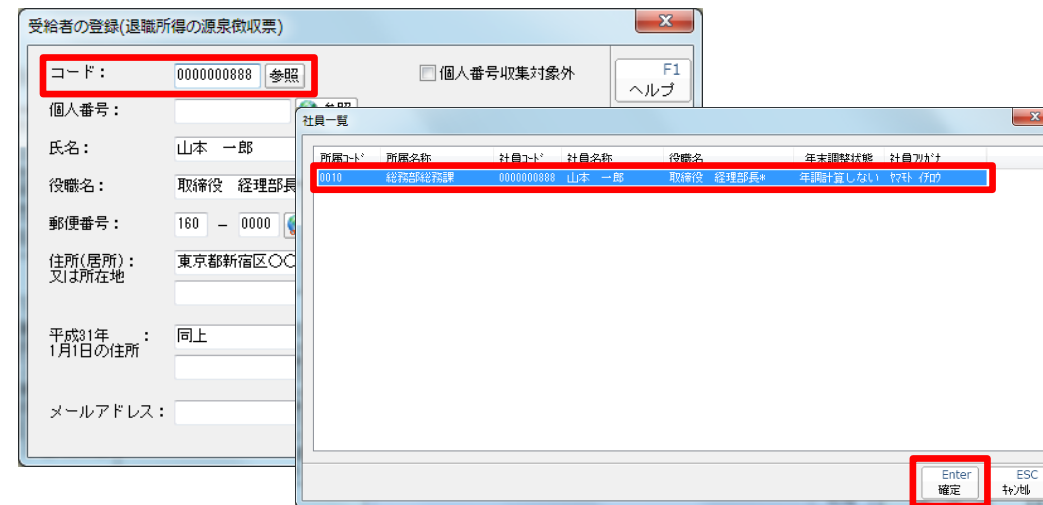 受給者の登録(退職所得の源泉徴収票)
コード: 0000000888 参照 個人番号収集対象外 F1 ヘルプ
個人番号: 参照
氏名: 山本 一郎
役職名: 取締役 経理部長
郵便番号: 160 - 0000
住所(居所): 東京都新宿区○○
又は所在地
平成31年 : 同上
1月1日の住所
メールアドレス:
社員一覧
所属コード 所属名称 社員コード 社員名称 役職名 年末調整状態 社員フリガナ
0010 総務部総務課 0000000888 山本 一郎 取締役 経理部長* 年調計算しない ヤマモト イチロウ
Enter 確定 ESC キャンセル